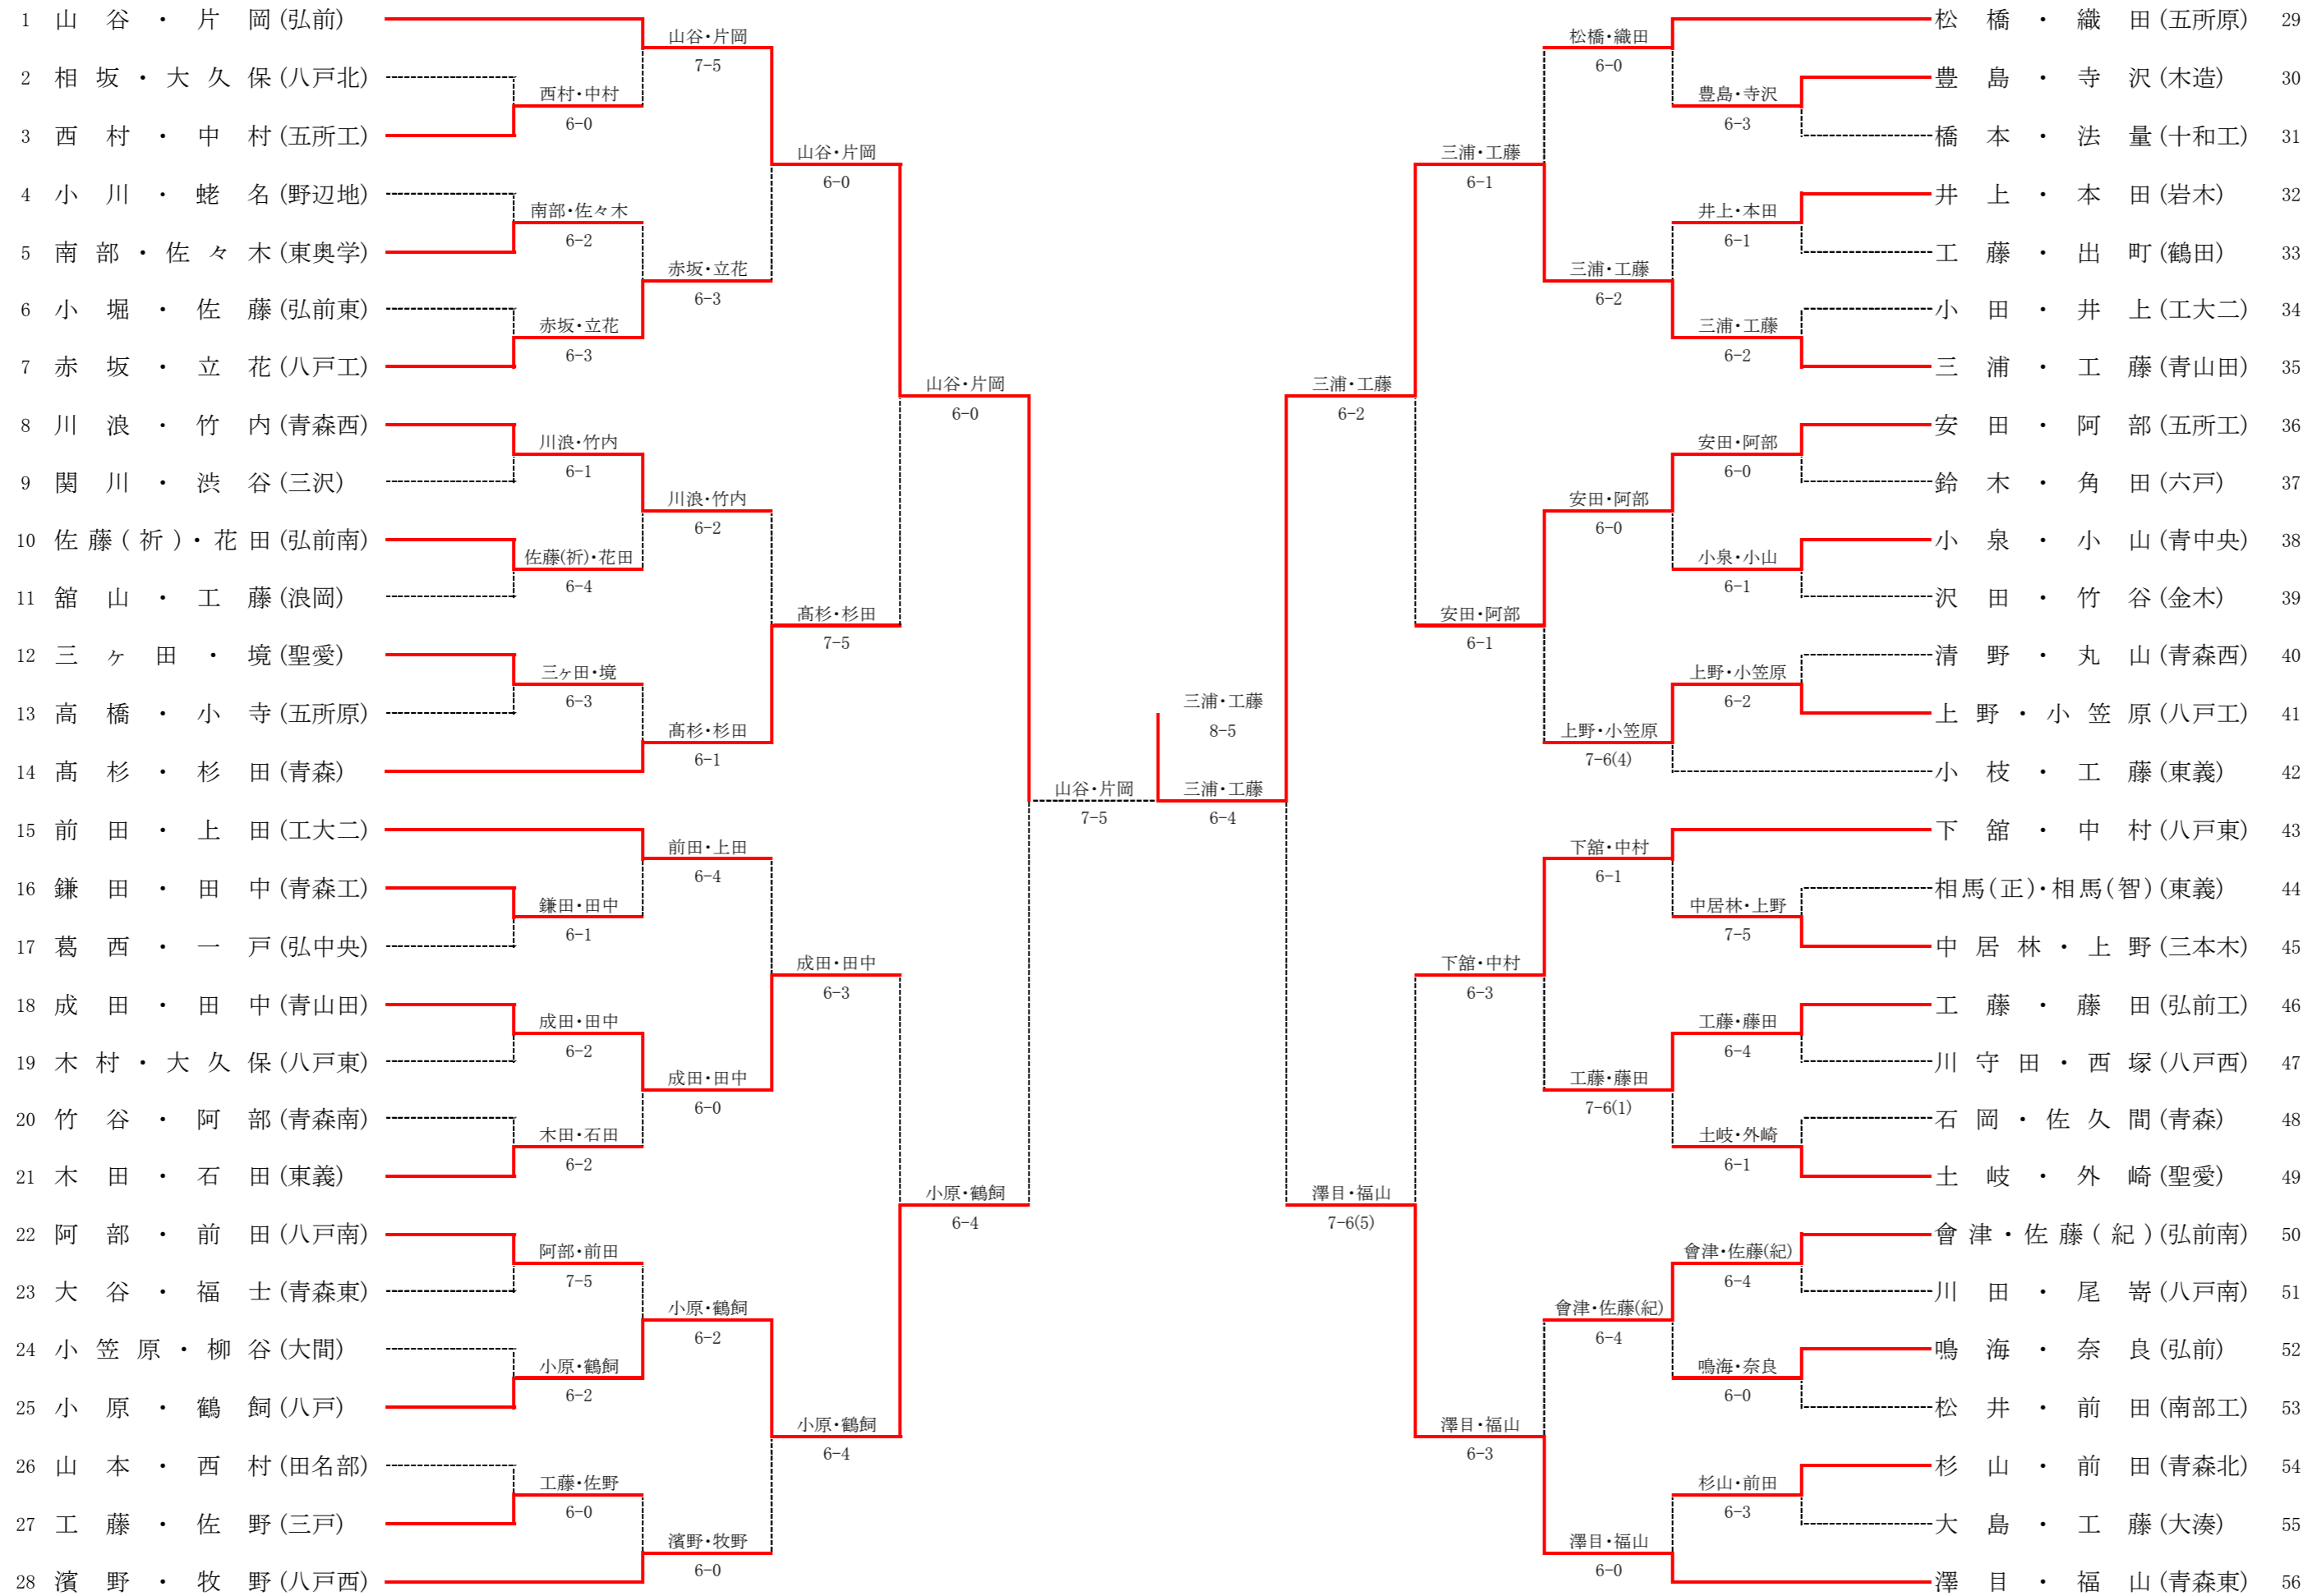 1 山谷・片岡(弘前)
2 相坂・大久保(八戸北)
3 西村・中村(五所工)
4 小川・蛯名(野辺地)
5 南部・佐々木(東奥学)
6 小堀・佐藤(弘前東)
7 赤坂・立花(八戸工)
8 川浪・竹内(青森西)
9 関川・渋谷(三沢)
10 佐藤(祈)・花田(弘前南)
11 舘山・工藤(浪岡)
12 三ヶ田・境(聖愛)
13 高橋・小寺(五所原)
14 髙杉・杉田(青森)
15 前田・上田(工大二)
16 鎌田・田中(青森工)
17 葛西・一戸(弘中央)
18 成田・田中(青山田)
19 木村・大久保(八戸東)
20 竹谷・阿部(青森南)
21 木田・石田(東義)
22 阿部・前田(八戸南)
23 大谷・福士(青森東)
24 小笠原・柳谷(大間)
25 小原・鶴飼(八戸)
26 山本・西村(田名部)
27 工藤・佐野(三戸)
28 濱野・牧野(八戸西)
西村・中村
6-0
南部・佐々木
6-2
赤坂・立花
6-3
川浪・竹内
6-1
佐藤(祈)・花田
6-4
三ヶ田・境
6-3
鎌田・田中
6-1
成田・田中
6-2
木田・石田
6-2
阿部・前田
7-5
小原・鶴飼
6-2
工藤・佐野
6-0
山谷・片岡
7-5
赤坂・立花
6-3
川浪・竹内
6-2
髙杉・杉田
6-1
前田・上田
6-4
成田・田中
6-0
小原・鶴飼
6-2
濱野・牧野
6-0
山谷・片岡
6-0
髙杉・杉田
7-5
成田・田中
6-3
小原・鶴飼
6-4
山谷・片岡
6-0
小原・鶴飼
6-4
山谷・片岡
7-5
三浦・工藤
8-5
三浦・工藤
6-4
三浦・工藤
6-2
澤目・福山
7-6(5)
三浦・工藤
6-1
安田・阿部
6-1
下舘・中村
6-3
澤目・福山
6-3
松橋・織田
6-0
三浦・工藤
6-2
安田・阿部
6-0
上野・小笠原
7-6(4)
下舘・中村
6-1
工藤・藤田
7-6(1)
會津・佐藤(紀)
6-4
澤目・福山
6-0
豊島・寺沢
6-3
井上・本田
6-1
三浦・工藤
6-2
安田・阿部
6-0
小泉・小山
6-1
上野・小笠原
6-2
中居林・上野
7-5
工藤・藤田
6-4
土岐・外崎
6-1
會津・佐藤(紀)
6-4
鳴海・奈良
6-0
杉山・前田
6-3
松橋・織田(五所原) 29
豊島・寺沢(木造) 30
橋本・法量(十和工) 31
井上・本田(岩木) 32
工藤・出町(鶴田) 33
小田・井上(工大二) 34
三浦・工藤(青山田) 35
安田・阿部(五所工) 36
鈴木・角田(六戸) 37
小泉・小山(青中央) 38
沢田・竹谷(金木) 39
清野・丸山(青森西) 40
上野・小笠原(八戸工) 41
小枝・工藤(東義) 42
下舘・中村(八戸東) 43
相馬(正)・相馬(智)(東義) 44
中居林・上野(三本木) 45
工藤・藤田(弘前工) 46
川守田・西塚(八戸西) 47
石岡・佐久間(青森) 48
土岐・外崎(聖愛) 49
會津・佐藤(紀)(弘前南) 50
川田・尾嵜(八戸南) 51
鳴海・奈良(弘前) 52
松井・前田(南部工) 53
杉山・前田(青森北) 54
大島・工藤(大湊) 55
澤目・福山(青森東) 56